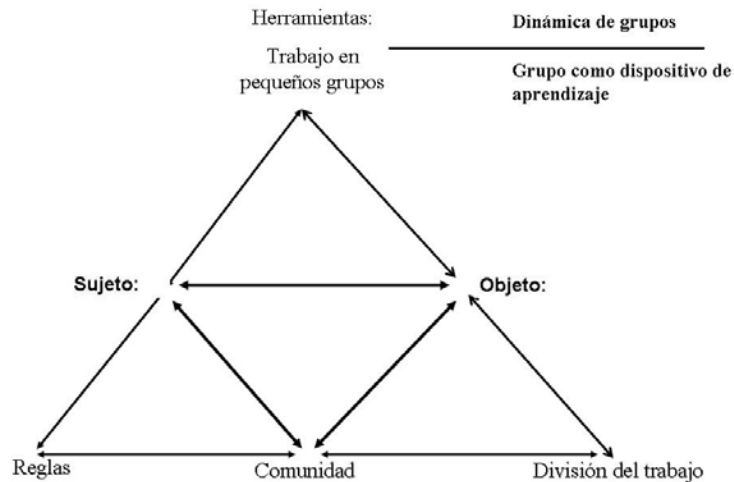 Herramientas:
Dinámica de grupos
Trabajo en
pequeños grupos
Grupo como dispositivo de
aprendizaje
Sujeto:
Objeto:
Reglas
Comunidad
División del trabajo